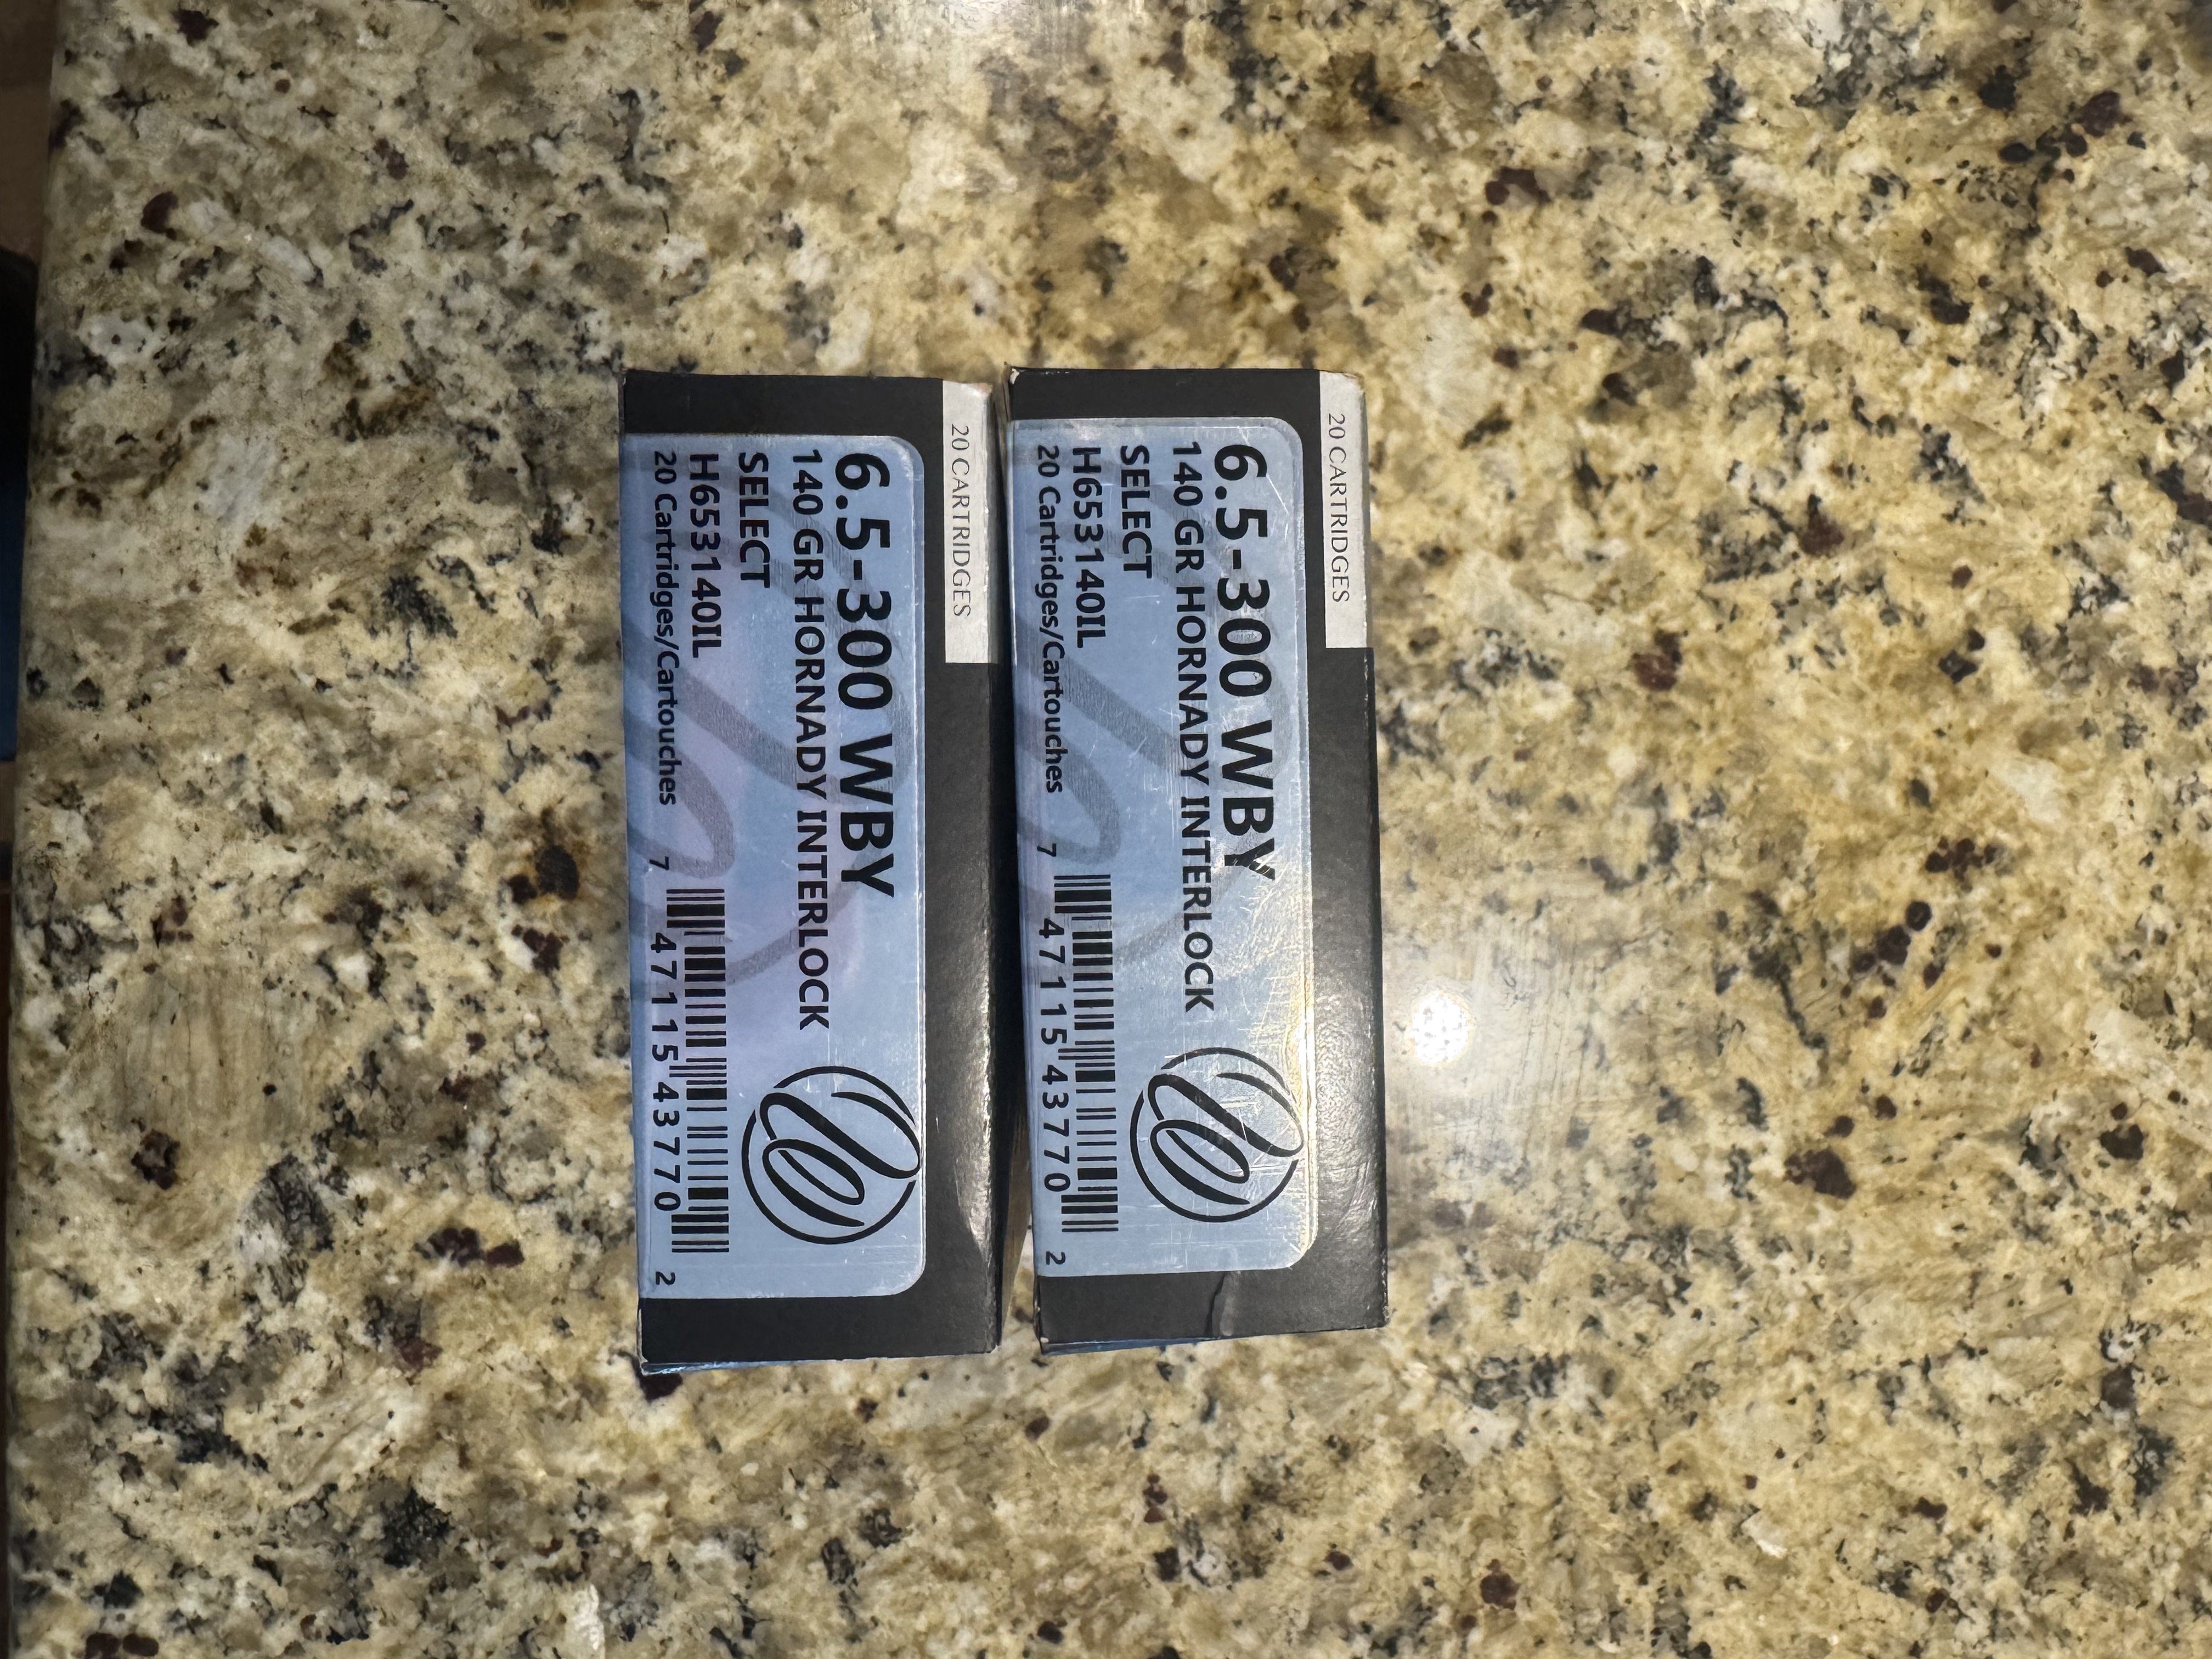 20 CARTRIDGES
6.5-300 WBY
140 GR HORNADY INTERLOCK
SELECT
H653140IL
20 Cartridges/Cartouches
7 47115 43770 2
20 CARTRIDGES
6.5-300 WBY
140 GR HORNADY INTERLOCK
SELECT
H653140IL
20 Cartridges/Cartouches
7 47115 43770 2